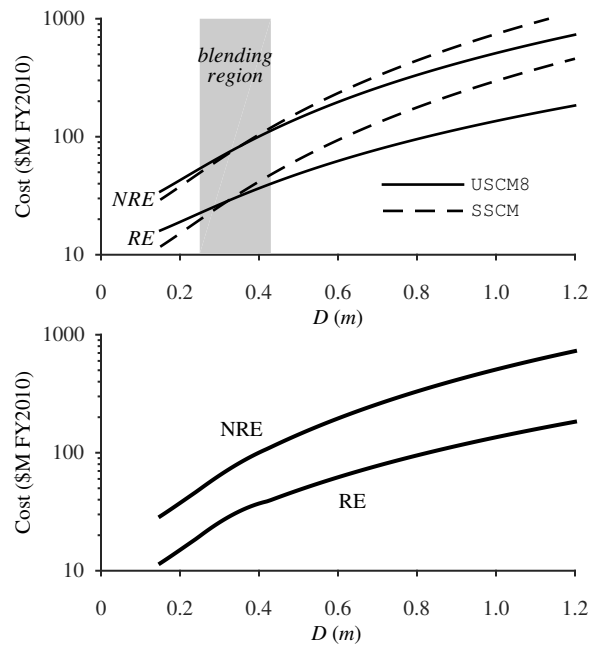 1000
100
10
Cost ($M FY2010)
blending
region
NRE
RE
USCM8
SSCM
0 0.2 0.4 0.6 0.8 1.0 1.2
D (m)
1000
100
10
Cost ($M FY2010)
NRE
RE
0 0.2 0.4 0.6 0.8 1.0 1.2
D (m)